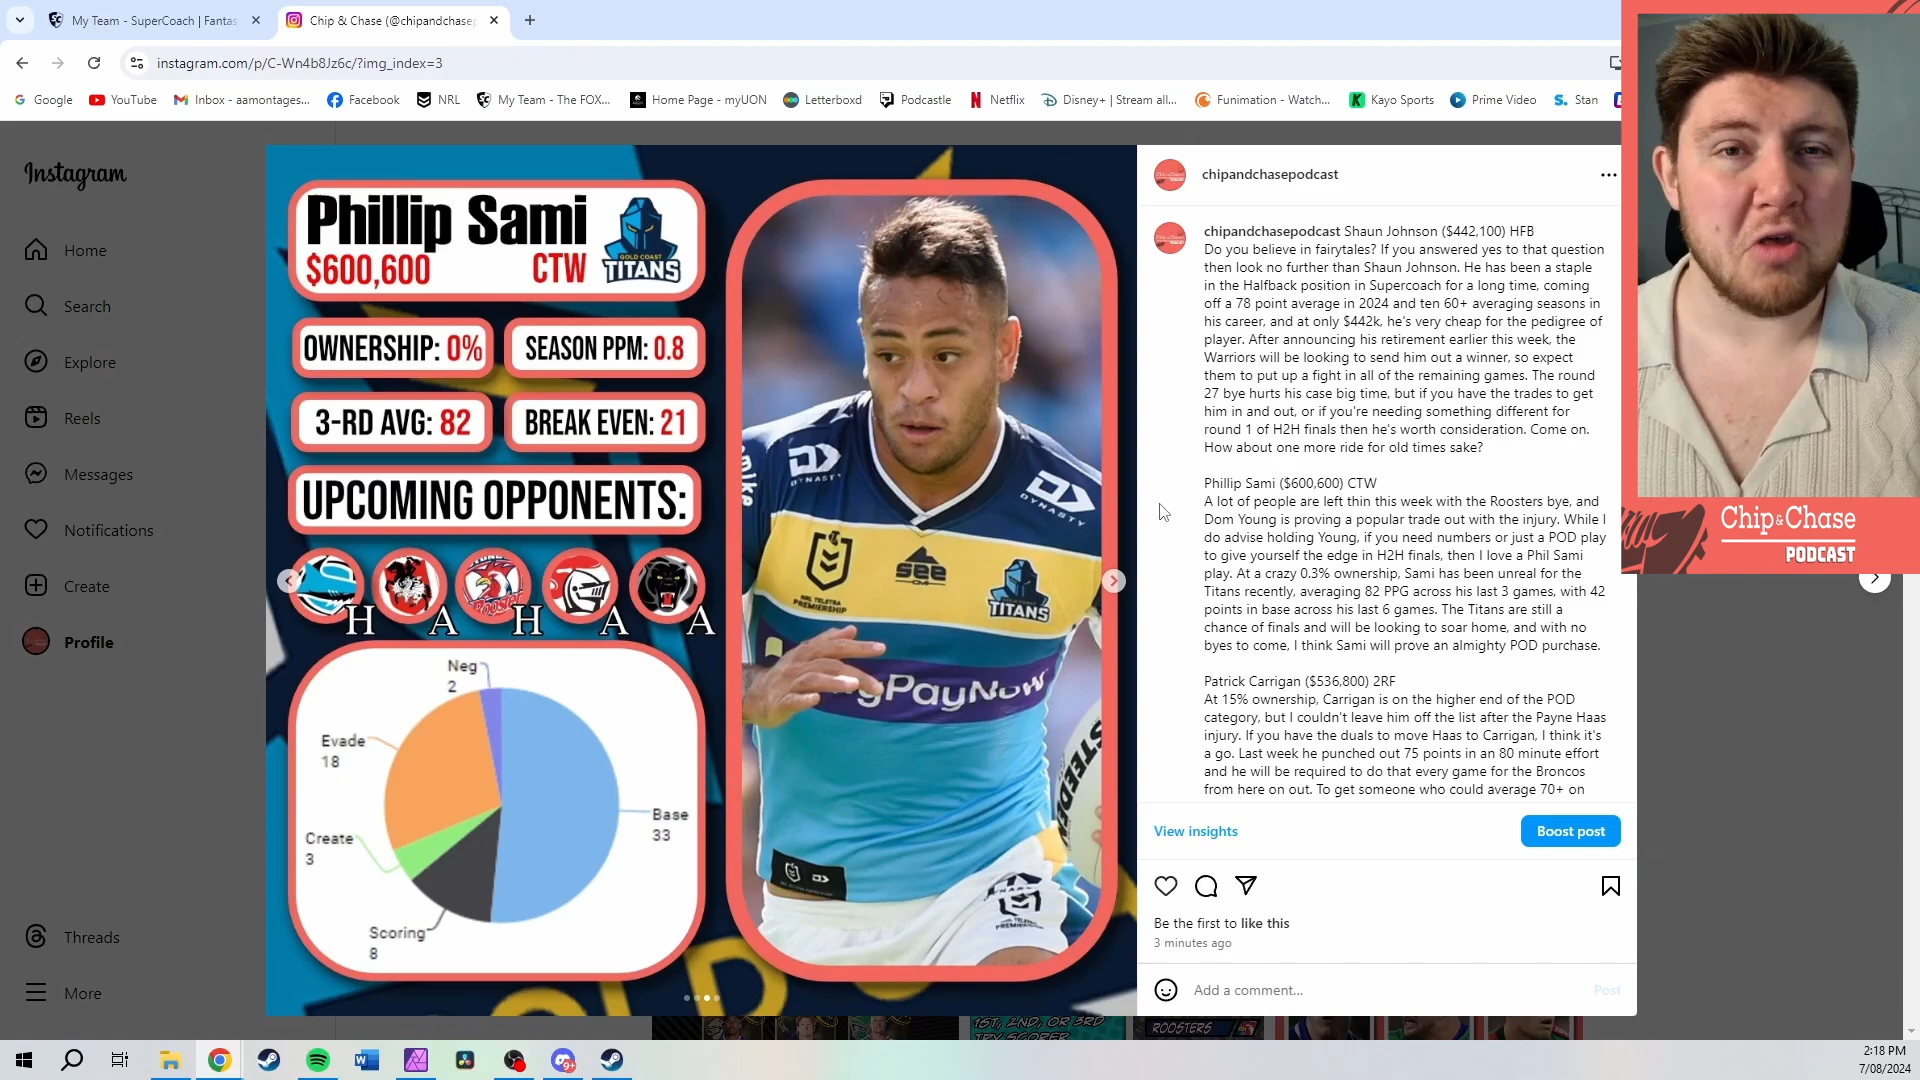 My Team - SuperCoach | Fantas
Chip & Chase (@chipandchasep
instagram.com/p/C-Wn4b8Jz6c/?img_index=3
Google
YouTube
Inbox - aamontages...
Facebook
NRL
My Team - The FOX...
Home Page - myUON
Letterboxd
Podcastle
Netflix
Disney+ | Stream all...
Funimation - Watch...
Kayo Sports
Prime Video
Stan
Instagram
Home
Search
Explore
Reels
Messages
Notifications
Create
Profile
Threads
More
Phillip Sami
$600,600 CTW
GOLD COAST
TITANS
OWNERSHIP: 0%
SEASON PPM: 0.8
3-RD AVG: 82
BREAK EVEN: 21
UPCOMING OPPONENTS:
H A H A A
Neg
2
Evade
18
Create
3
Scoring
8
Base
33
DYNASTY
DYNASTY
NRL TELSTRA
PREMIERSHIP
see
TITANS
gPayNow
chipandchasepodcast
chipandchasepodcast Shaun Johnson ($442,100) HFB
Do you believe in fairytales? If you answered yes to that question
then look no further than Shaun Johnson. He has been a staple
in the Halfback position in Supercoach for a long time, coming
off a 78 point average in 2024 and ten 60+ averaging seasons in
his career, and at only $442k, he's very cheap for the pedigree of
player. After announcing his retirement earlier this week, the
Warriors will be looking to send him out a winner, so expect
them to put up a fight in all of the remaining games. The round
27 bye hurts his case big time, but if you have the trades to get
him in and out, or if you're needing something different for
round 1 of H2H finals then he's worth consideration. Come on.
How about one more ride for old times sake?
Phillip Sami ($600,600) CTW
A lot of people are left thin this week with the Roosters bye, and
Dom Young is proving a popular trade out with the injury. While I
do advise holding Young, if you need numbers or just a POD play
to give yourself the edge in H2H finals, then I love a Phil Sami
play. At a crazy 0.3% ownership, Sami has been unreal for the
Titans recently, averaging 82 PPG across his last 3 games, with 42
points in base across his last 6 games. The Titans are still a
chance of finals and will be looking to soar home, and with no
byes to come, I think Sami will prove an almighty POD purchase.
Patrick Carrigan ($536,800) 2RF
At 15% ownership, Carrigan is on the higher end of the POD
category, but I couldn't leave him off the list after the Payne Haas
injury. If you have the duals to move Haas to Carrigan, I think it's
a go. Last week he punched out 75 points in an 80 minute effort
and he will be required to do that every game for the Broncos
from here on out. To get someone who could average 70+ on
View insights
Boost post
Be the first to like this
3 minutes ago
Add a comment...
Post
Chip & Chase
PODCAST
1ST, 2ND, OR 3RD
TRY SCORER
ROOSTERS
2:18 PM
7/08/2024